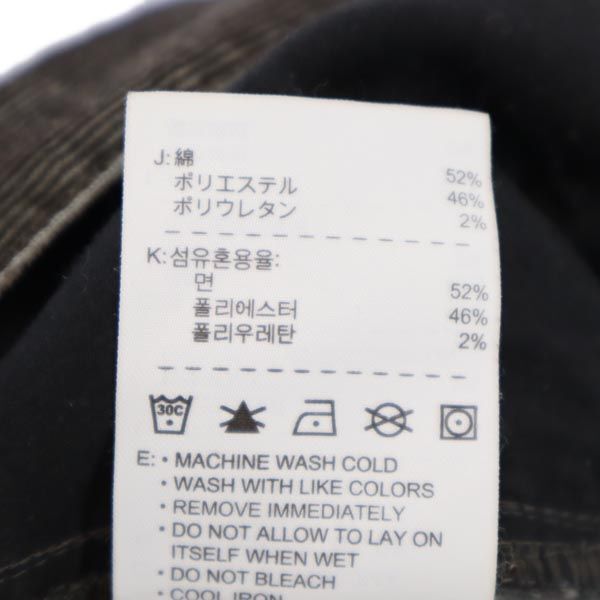 J: 綿 52%
ポリエステル 46%
ポリウレタン 2%
K: 섬유혼용율:
면 52%
폴리에스터 46%
폴리우레탄 2%
30C
E: • MACHINE WASH COLD
• WASH WITH LIKE COLORS
• REMOVE IMMEDIATELY
• DO NOT ALLOW TO LAY ON
ITSELF WHEN WET
• DO NOT BLEACH
• COOL IRON